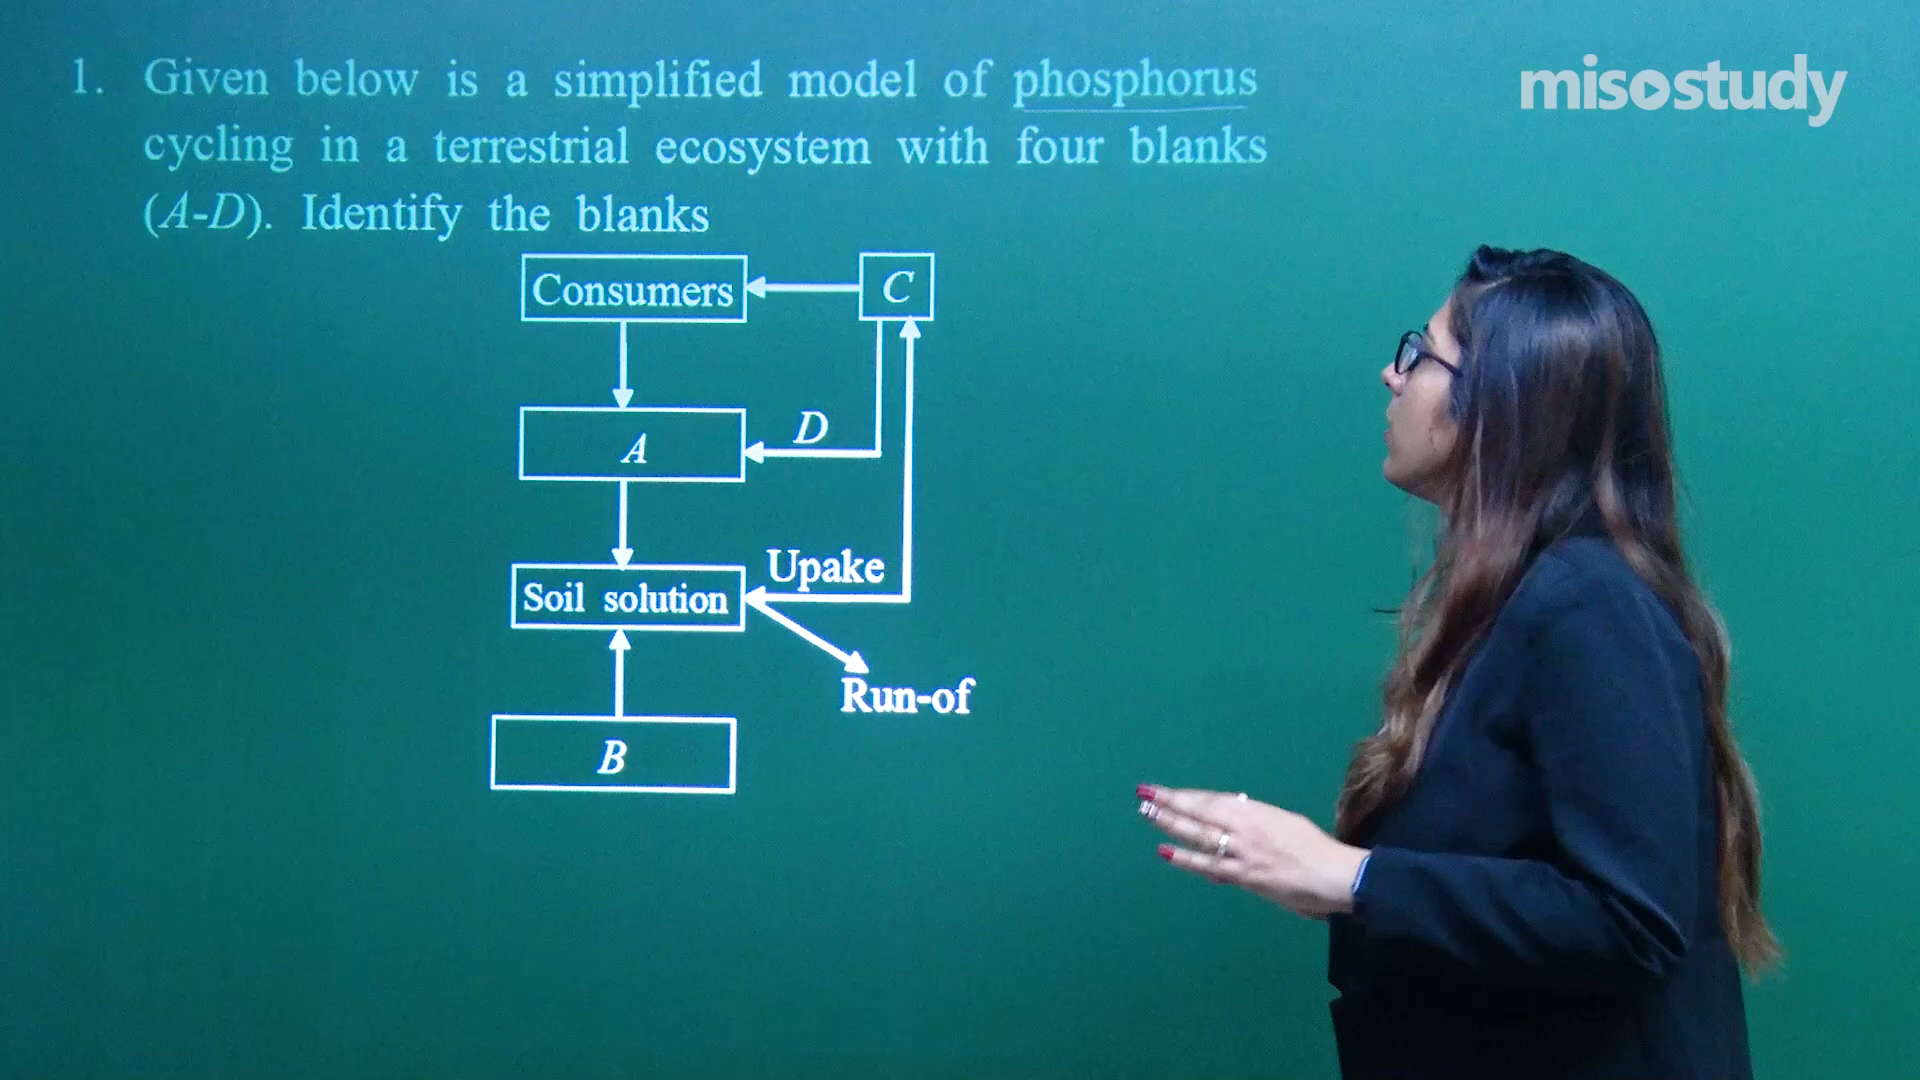 misostudy
1. Given below is a simplified model of phosphorus
cycling in a terrestrial ecosystem with four blanks
(A-D). Identify the blanks
Consumers
C
A
D
Soil solution
Upake
Run-of
B